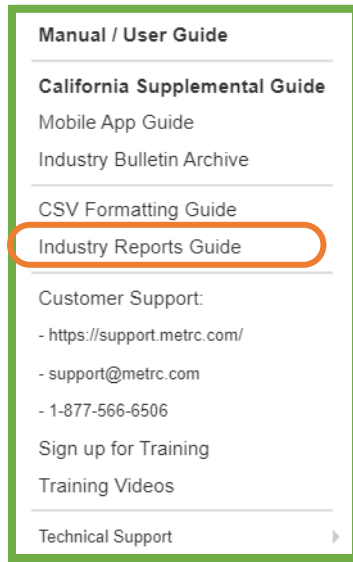 Manual / User Guide
California Supplemental Guide
Mobile App Guide
Industry Bulletin Archive
CSV Formatting Guide
Industry Reports Guide
Customer Support:
- https://support.metrc.com/
- support@metrc.com
- 1-877-566-6506
Sign up for Training
Training Videos
Technical Support